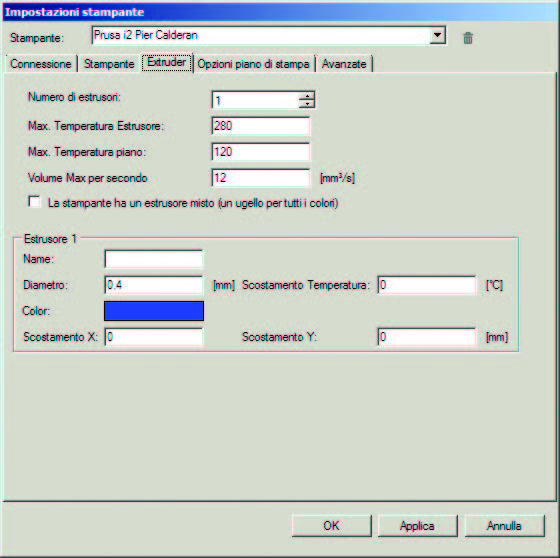 Impostazioni stampante
Stampante: Prusa i2 Pier Calderan
Connessione Stampante Extruder Opzioni piano di stampa Avanzate
Numero di estrusori: 1
Max. Temperatura Estrusore: 280
Max. Temperatura piano: 120
Volume Max per secondo 12 [mm³/s]
La stampante ha un estrusore misto (un ugello per tutti i colori)
Estrusore 1
Name:
Diametro: 0.4 [mm] Scostamento Temperatura: 0 [°C]
Color:
Scostamento X: 0 Scostamento Y: 0 [mm]
OK Applica Annulla